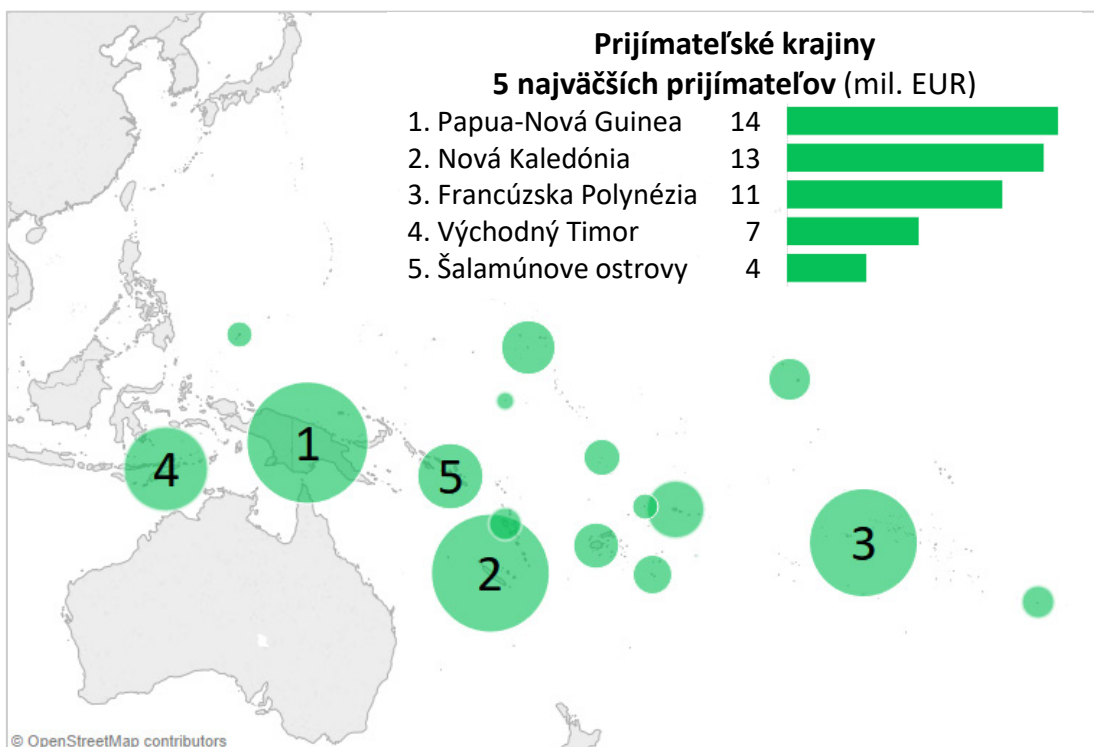 Prijímateľské krajiny
5 najväčších prijímateľov (mil. EUR)
1. Papua-Nová Guinea 14
2. Nová Kaledónia 13
3. Francúzska Polynézia 11
4. Východný Timor 7
5. Šalamúnove ostrovy 4
1
4
5
2
3
© OpenStreetMap contributors